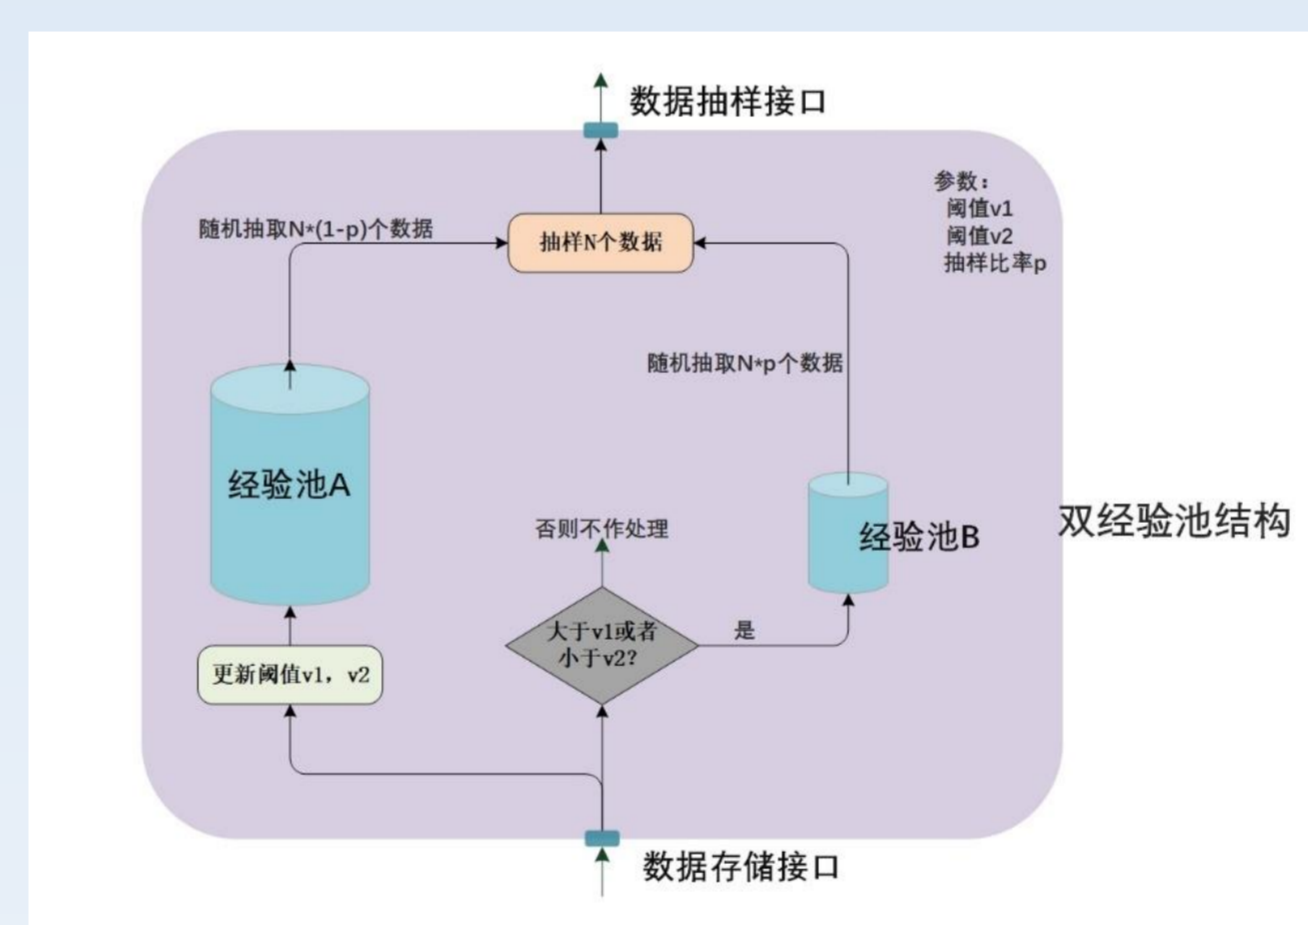 数据抽样接口
参数：
阈值v1
阈值v2
抽样比率p
随机抽取N*(1-p)个数据
抽样N个数据
随机抽取N*p个数据
经验池A
经验池B
双经验池结构
否则不作处理
大于v1或者
小于v2?
是
更新阈值v1，v2
数据存储接口